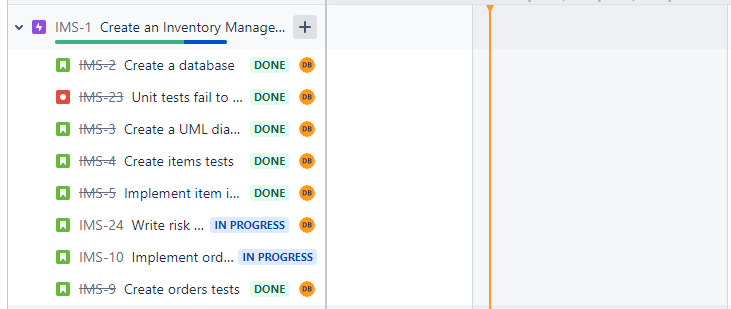 IMS-1 Create an Inventory Manage... +
IMS-2 Create a database DONE DB
IMS-23 Unit tests fail to ... DONE DB
IMS-3 Create a UML dia... DONE DB
IMS-4 Create items tests DONE DB
IMS-5 Implement item i... DONE DB
IMS-24 Write risk ... IN PROGRESS DB
IMS-10 Implement ord... IN PROGRESS
IMS-9 Create orders tests DONE DB